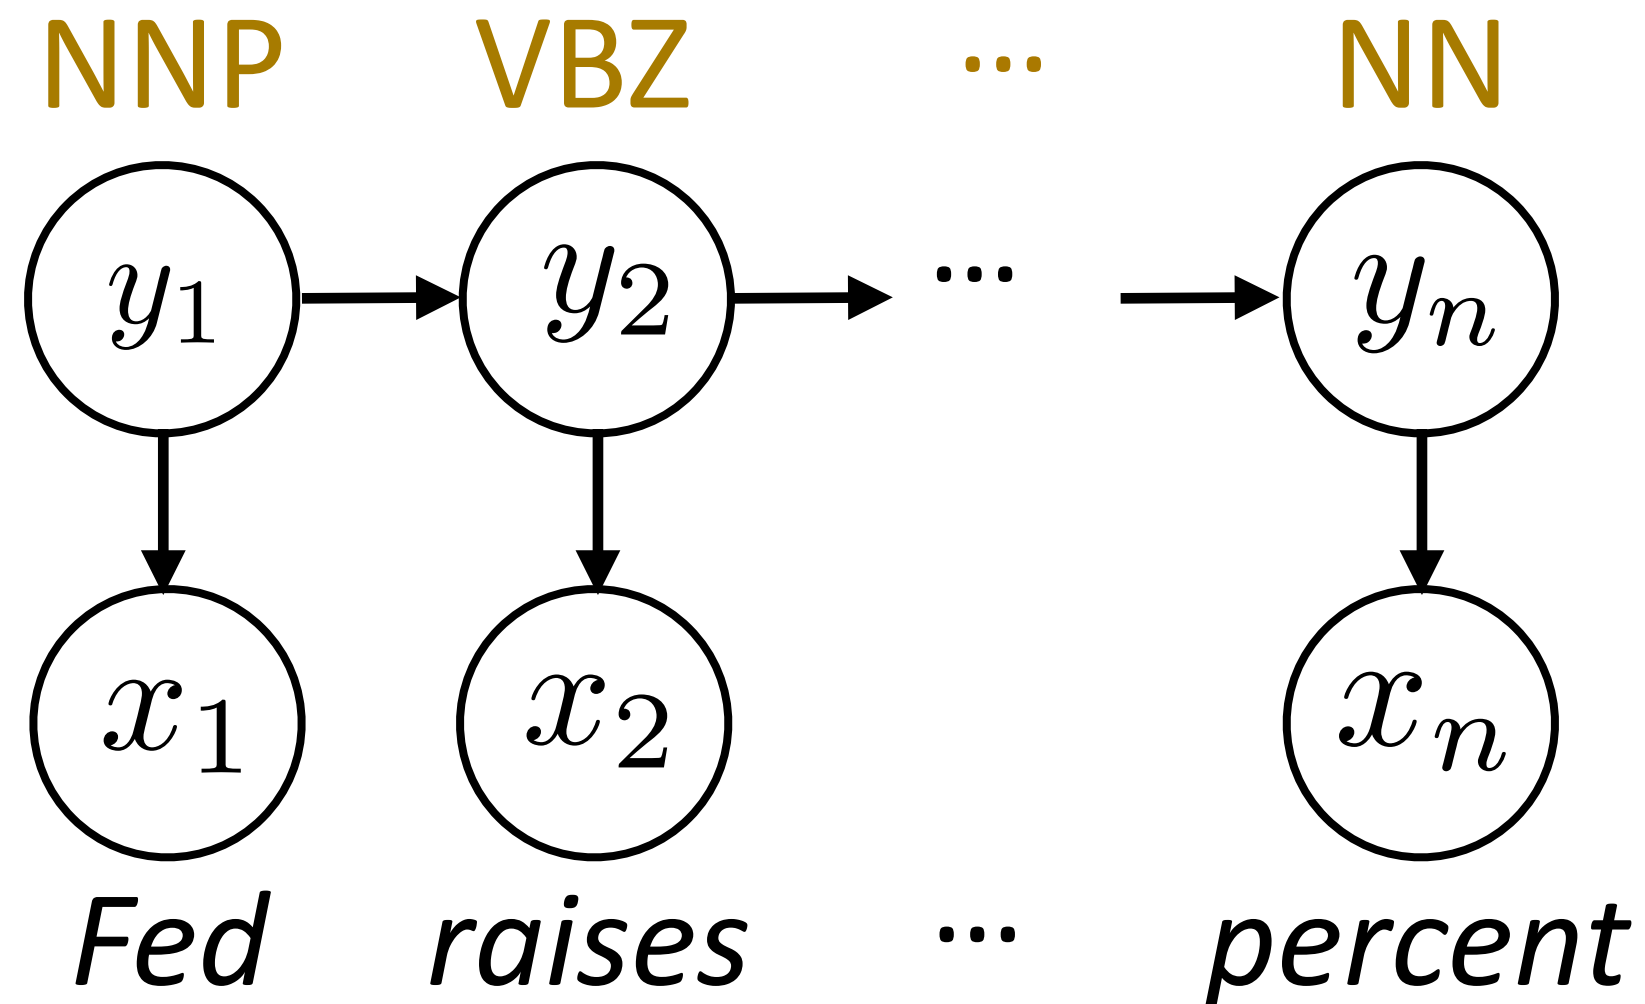 NNP VBZ ... NN
y₁ y₂ ... yₙ
x₁ x₂ xₙ
Fed raises ... percent